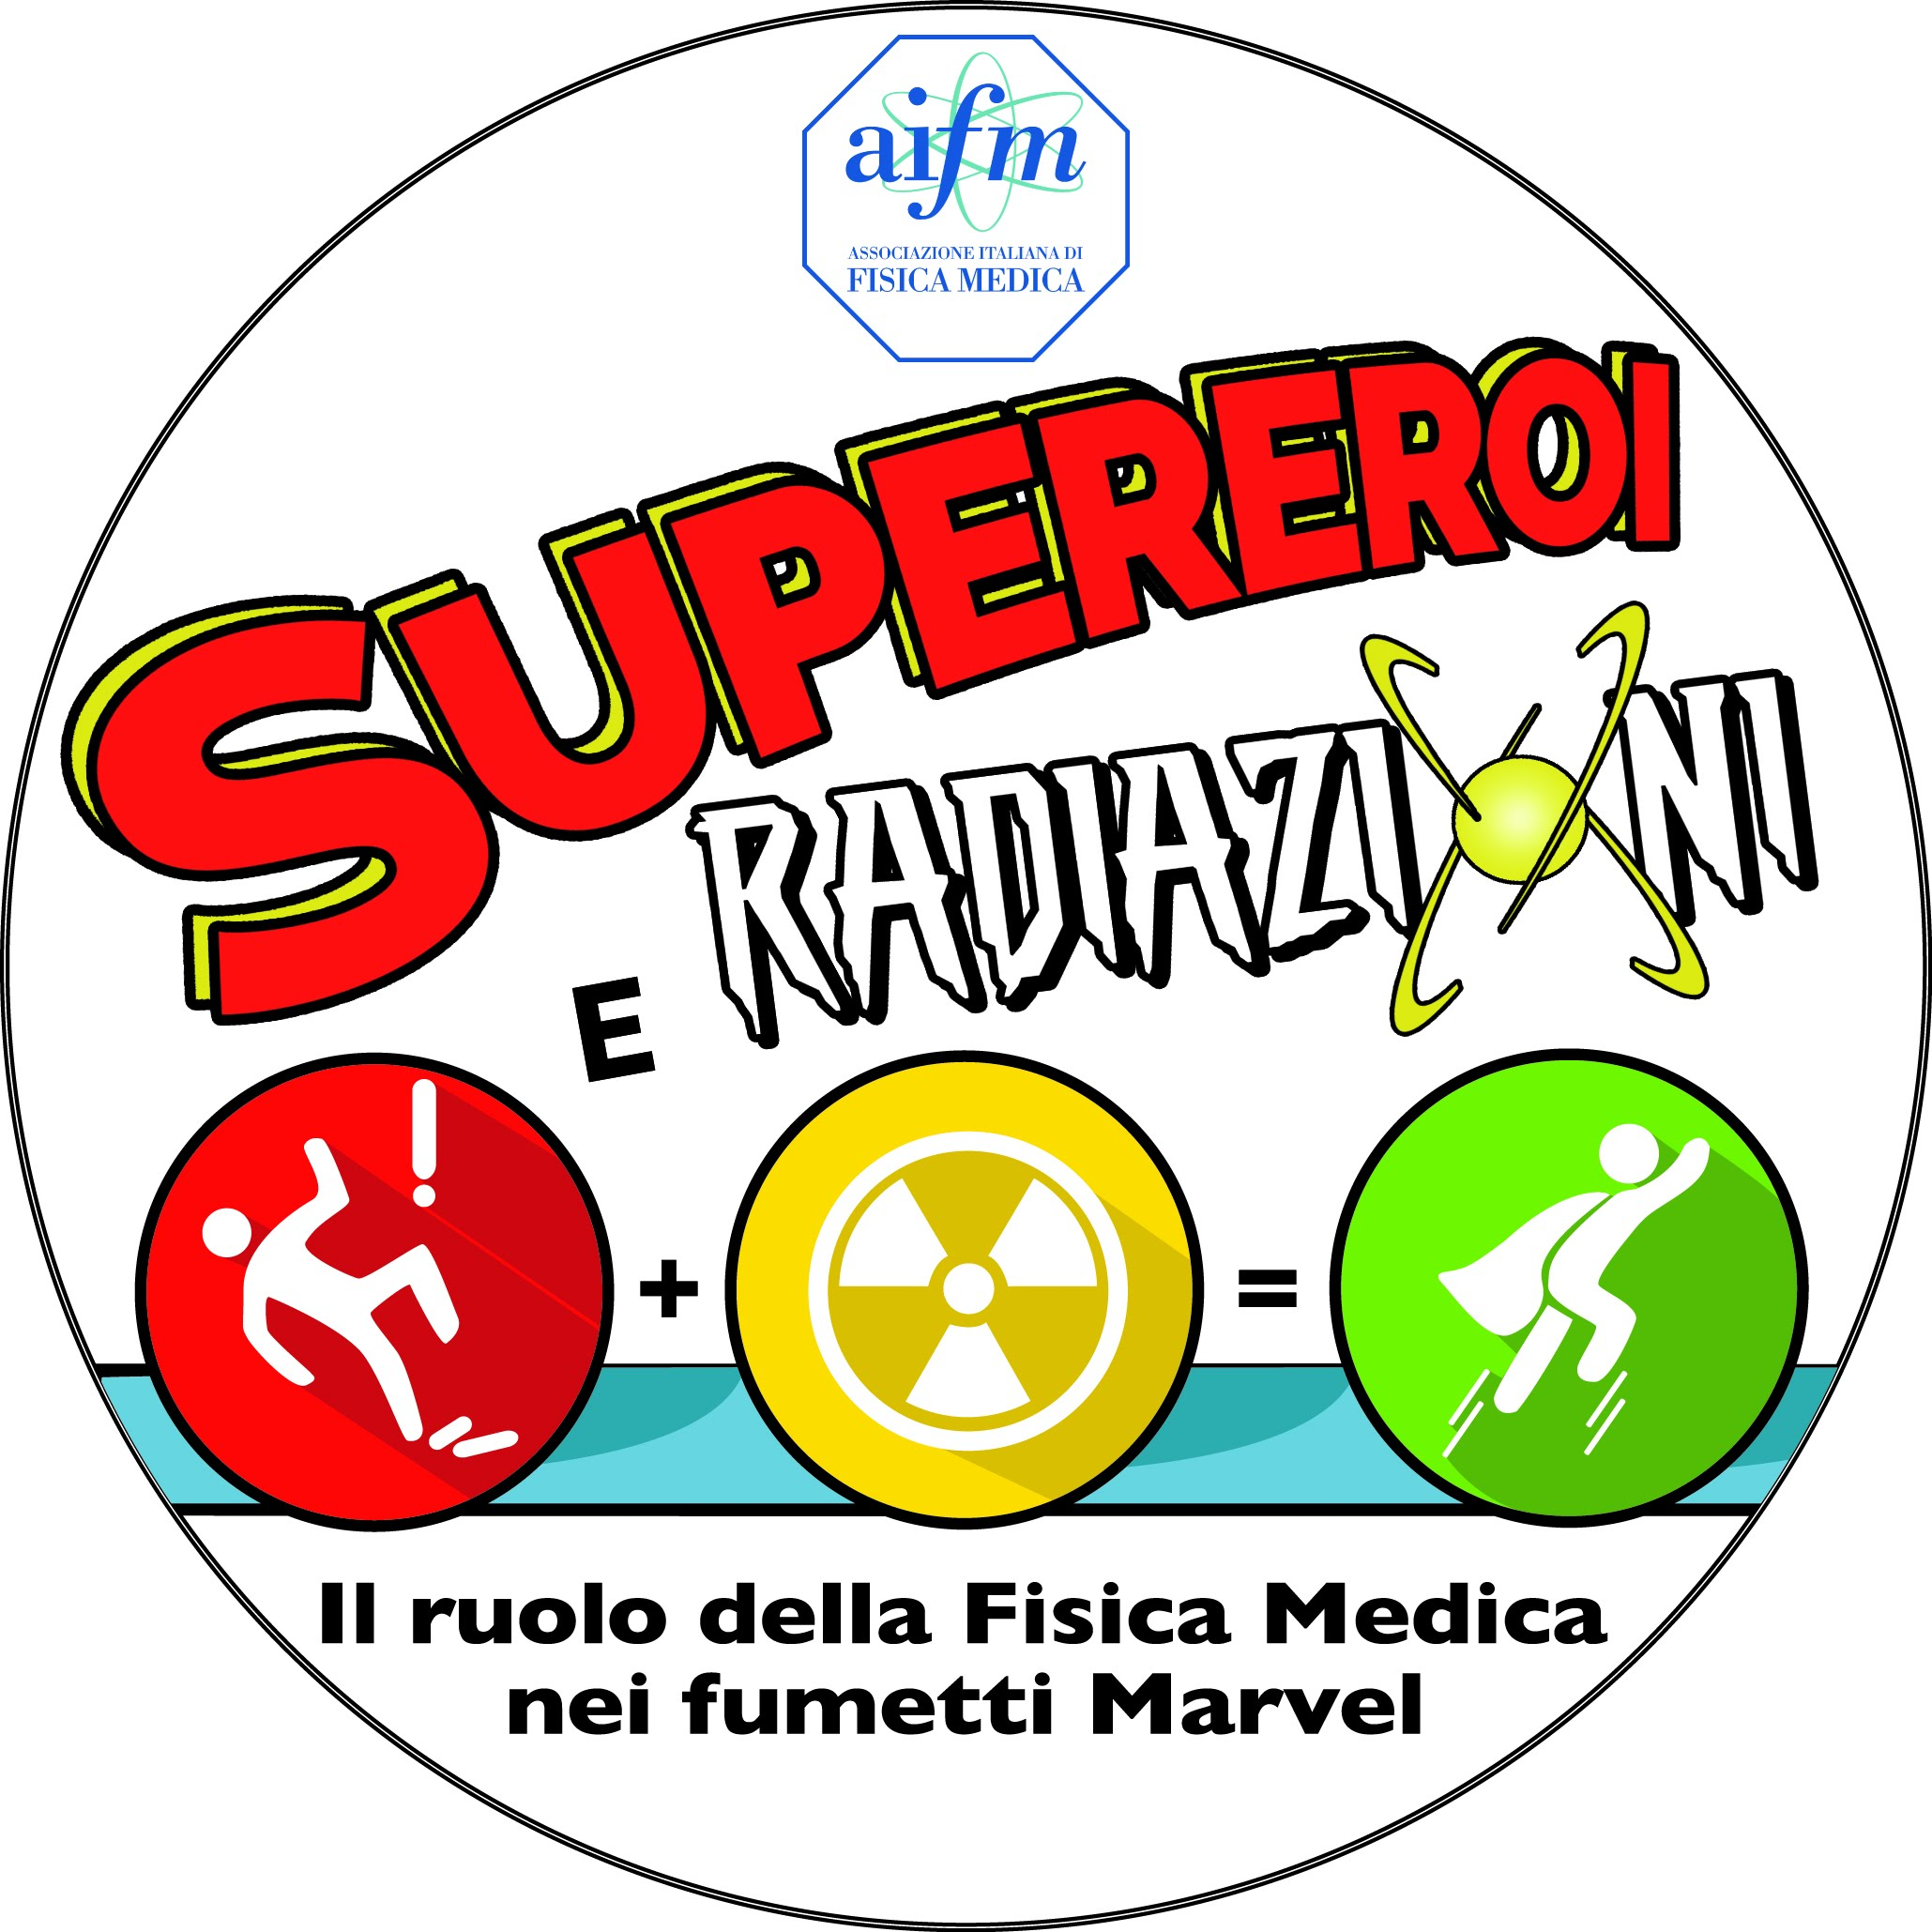 aifm
ASSOCIAZIONE ITALIANA DI
FISICA MEDICA
SUPEREROI
E RADIAZIONI
+ =
Il ruolo della Fisica Medica
nei fumetti Marvel